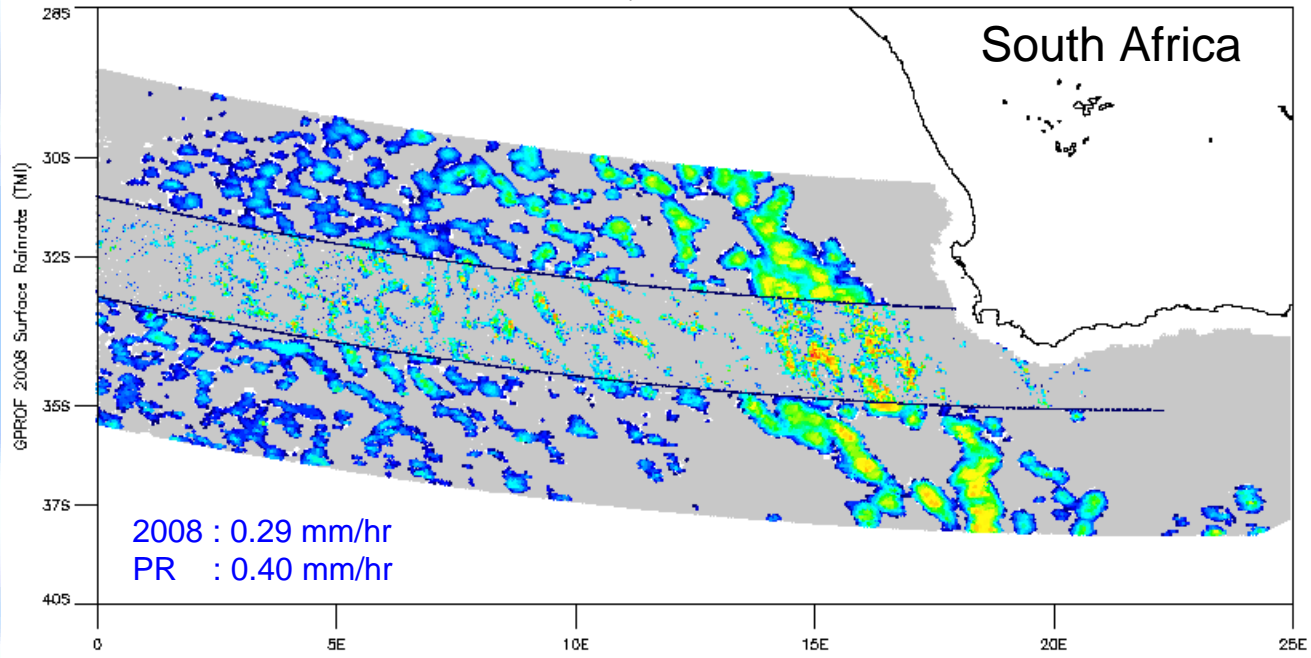 28S
South Africa
30S
32S
35S
37S
40S
GPROF 2008 Surface Rainrate (TMI)
2008 : 0.29 mm/hr
PR : 0.40 mm/hr
0
5E
10E
15E
20E
25E